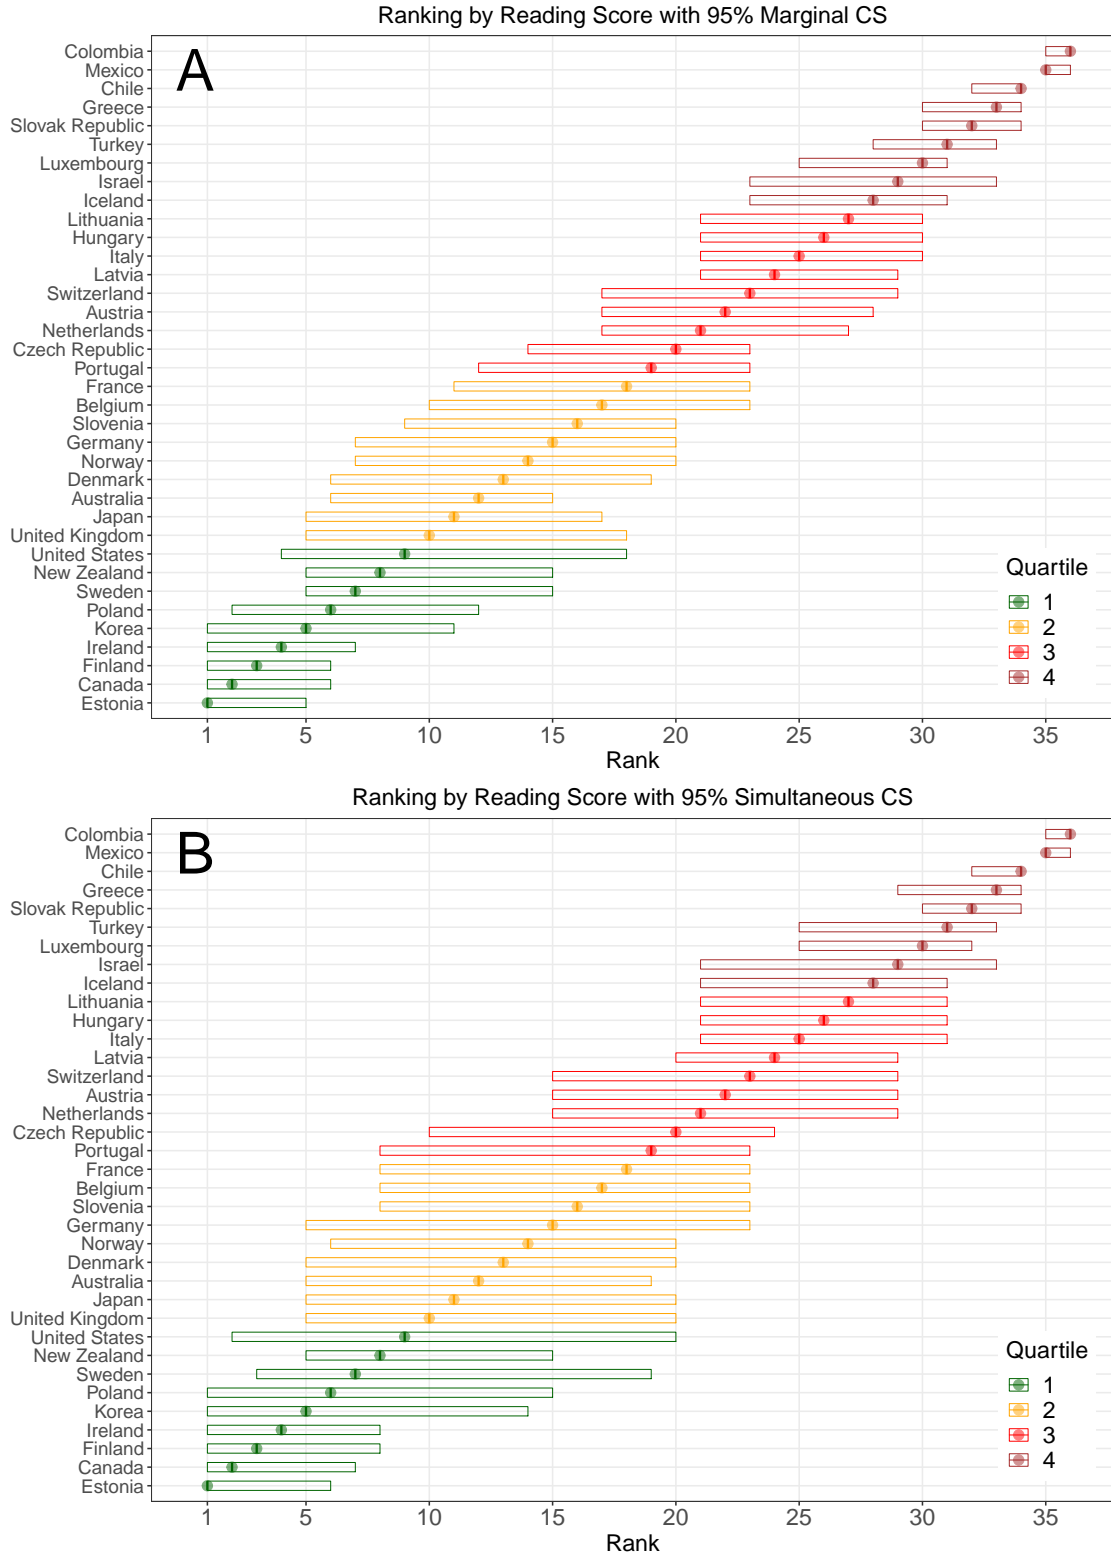 Ranking by Reading Score with 95% Marginal CS
A
Colombia
Mexico
Chile
Greece
Slovak Republic
Turkey
Luxembourg
Israel
Iceland
Lithuania
Hungary
Italy
Latvia
Switzerland
Austria
Netherlands
Czech Republic
Portugal
France
Belgium
Slovenia
Germany
Norway
Denmark
Australia
Japan
United Kingdom
United States
New Zealand
Sweden
Poland
Korea
Ireland
Finland
Canada
Estonia
Quartile
1
2
3
4
1 5 10 15 20 25 30 35
Rank
Ranking by Reading Score with 95% Simultaneous CS
B
Colombia
Mexico
Chile
Greece
Slovak Republic
Turkey
Luxembourg
Israel
Iceland
Lithuania
Hungary
Italy
Latvia
Switzerland
Austria
Netherlands
Czech Republic
Portugal
France
Belgium
Slovenia
Germany
Norway
Denmark
Australia
Japan
United Kingdom
United States
New Zealand
Sweden
Poland
Korea
Ireland
Finland
Canada
Estonia
Quartile
1
2
3
4
1 5 10 15 20 25 30 35
Rank